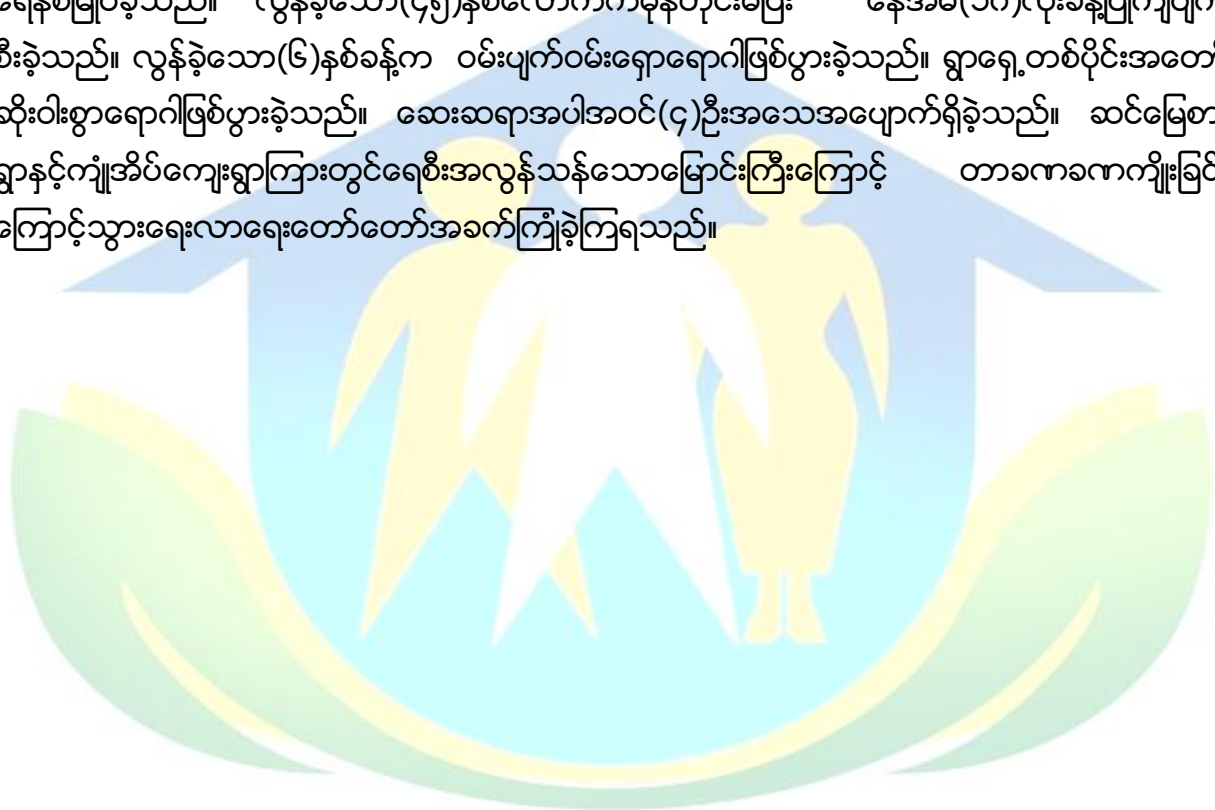 ရေနစ်မြုပ်ခဲ့သည်။ လွန်ခဲ့သော(၄၅)နှစ်လောက်ကမုန်တိုင်းမိပြီး နေအိမ်(၁၈)လုံးခန့်ပြိုကျပျက်
စီးခဲ့သည်။ လွန်ခဲ့သော(၆)နှစ်ခန့်က ဝမ်းပျက်ဝမ်းရှောရောဂါဖြစ်ပွားခဲ့သည်။ ရွာရှေ့တစ်ပိုင်းအတော်
ဆိုးဝါးစွာရောဂါဖြစ်ပွားခဲ့သည်။ ဆေးဆရာအပါအဝင်(၄)ဦးအသေအပျောက်ရှိခဲ့သည်။ ဆင်မြေစာ
ရွာနှင့်ကျုံအိပ်ကျေးရွာကြားတွင်ရေစီးအလွန်သန်သောမြောင်းကြီးကြောင့် တာခဏခဏကျိုးခြင်
ကြောင့်သွားရေးလာရေးတော်တော်အခက်ကြုံခဲ့ကြရသည်။